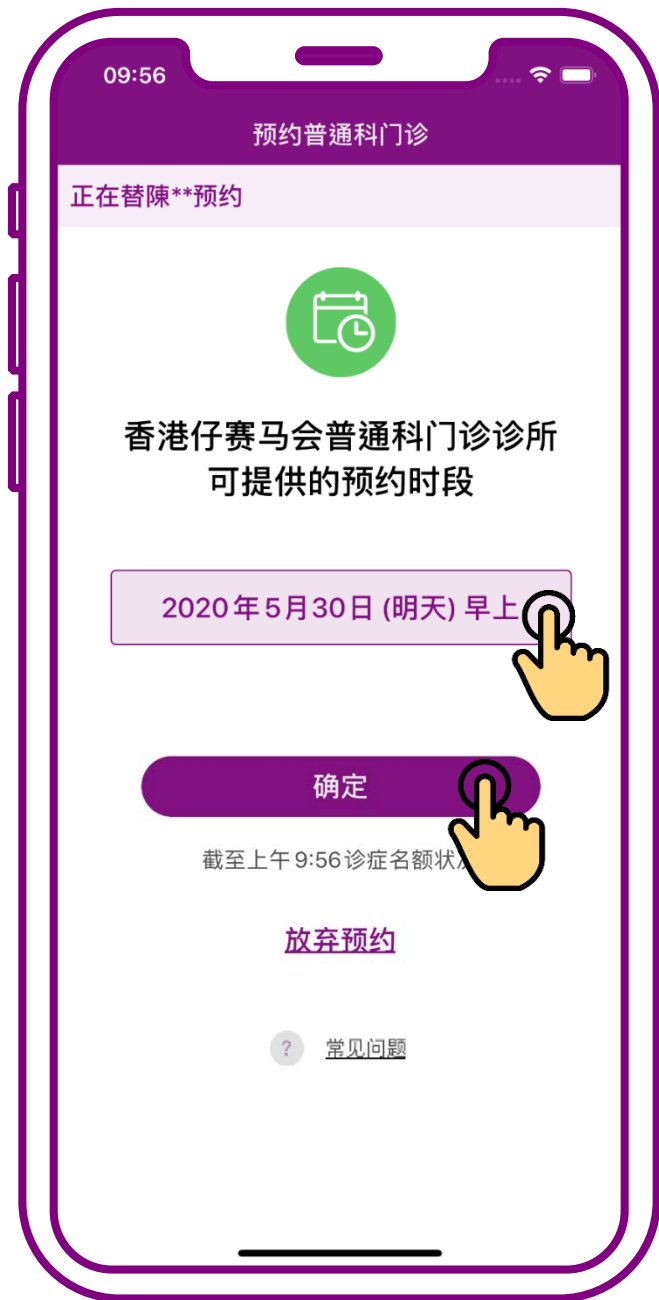 09:56
预约普通科门诊
正在替陳**预约
香港仔赛马会普通科门诊诊所
可提供的预约时段
2020年5月30日 (明天) 早上
确定
截至上午9:56诊症名额状
放弃预约
? 常见问题